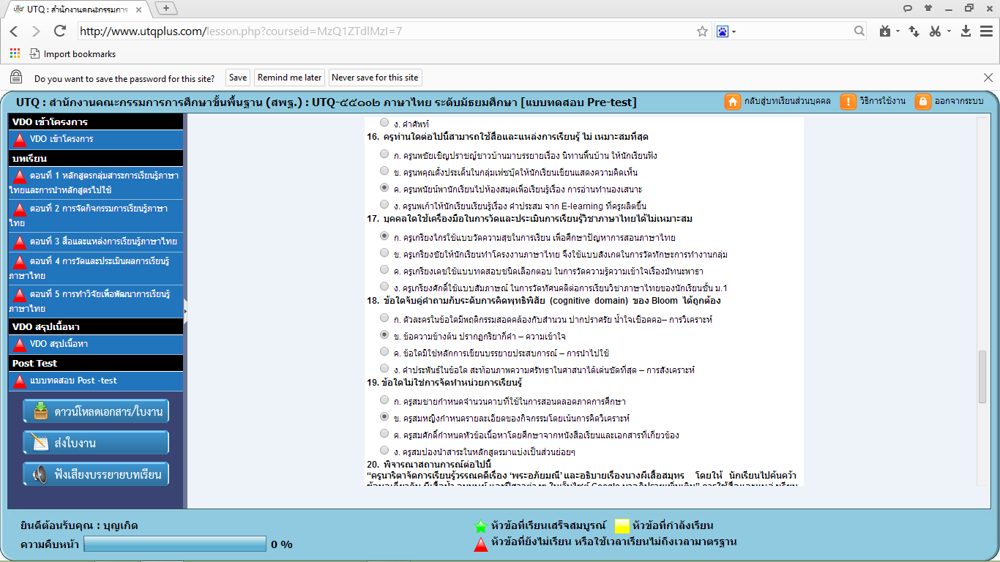 UTQ : สำนักงานคณะกรรมการ
http://www.utqplus.com/lesson.php?courseid=MzQ1ZTdlMzI=7
Import bookmarks
Do you want to save the password for this site? Save Remind me later Never save for this site
UTQ : สำนักงานคณะกรรมการการศึกษาขั้นพื้นฐาน (สพฐ.) : UTQ-๕๕๑๐๒ ภาษาไทย ระดับมัธยมศึกษา [แบบทดสอบ Pre-test]
กลับสู่บทเรียนส่วนบุคคล วิธีการใช้งาน ออกจากระบบ
VDO เข้าโครงการ
VDO เข้าโครงการ
บทเรียน
ตอนที่ 1 หลักสูตรกลุ่มสาระการเรียนรู้ภาษา
ไทยและการนำหลักสูตรไปใช้
ตอนที่ 2 การจัดกิจกรรมการเรียนรู้ภาษา
ไทย
ตอนที่ 3 สื่อและแหล่งการเรียนรู้ภาษาไทย
ตอนที่ 4 การวัดและประเมินผลการเรียนรู้
ภาษาไทย
ตอนที่ 5 การทำวิจัยเพื่อพัฒนาการเรียนรู้
ภาษาไทย
VDO สรุปเนื้อหา
VDO สรุปเนื้อหา
Post Test
แบบทดสอบ Post -test
ดาวน์โหลดเอกสาร/ใบงาน
ส่งใบงาน
ฟังเสียงบรรยายบทเรียน
ง. คำศัพท์
16. ครูท่านใดต่อไปนี้สามารถใช้สื่อและแหล่งการเรียนรู้ ไม่ เหมาะสมที่สุด
ก. ครูนพชัยเชิญปราชญ์ชาวบ้านมาบรรยายเรื่อง นิทานพื้นบ้าน ให้นักเรียนฟัง
ข. ครูนพคุณตั้งประเด็นในกลุ่มเฟซบุ๊คให้นักเรียนเขียนแสดงความคิดเห็น
ค. ครูนพนัยน์พานักเรียนไปห้องสมุดเพื่อเรียนรู้เรื่อง การอ่านทำนองเสนาะ
ง. ครูนพเก้าให้นักเรียนเรียนรู้เรื่อง คำประสม จาก E-learning ที่ครูผลิตขึ้น
17. บุคคลใดใช้เครื่องมือในการวัดและประเมินการเรียนรู้วิชาภาษาไทยได้ไม่เหมาะสม
ก. ครูเกรียงไกรใช้แบบวัดความสุขในการเรียน เพื่อศึกษาปัญหาการสอนภาษาไทย
ข. ครูเกรียงชัยให้นักเรียนทำโครงงานภาษาไทย จึงใช้แบบสังเกตในการวัดทักษะการทำงานกลุ่ม
ค. ครูเกรียงเดชใช้แบบทดสอบชนิดเลือกตอบ ในการวัดความรู้ความเข้าใจเรื่องมัทนะพาธา
ง. ครูเกรียงศักดิ์ใช้แบบสัมภาษณ์ ในการวัดทัศนคติต่อการเรียนวิชาภาษาไทยของนักเรียนชั้น ม.1
18. ข้อใดจับคู่คำถามกับระดับการคิดพุทธิพิสัย (cognitive domain) ของ Bloom ได้ถูกต้อง
ก. ตัวละครในข้อใดมีพฤติกรรมสอดคล้องกับสำนวน ปากปราศรัย น้ำใจเชือดคอ– การวิเคราะห์
ข. ข้อความข้างต้น ปรากฏกริยากี่คำ – ความเข้าใจ
ค. ข้อใดมิใช่หลักการเขียนบรรยายประสบการณ์ – การนำไปใช้
ง. คำประพันธ์ในข้อใด สะท้อนภาพความศรัทธาในศาสนาได้เด่นชัดที่สุด – การสังเคราะห์
19. ข้อใดไม่ใช่การจัดทำหน่วยการเรียนรู้
ก. ครูสมชายกำหนดจำนวนคาบที่ใช้ในการสอนตลอดภาคการศึกษา
ข. ครูสมหญิงกำหนดรายละเอียดของกิจกรรมโดยเน้นการคิดวิเคราะห์
ค. ครูสมศักดิ์กำหนดหัวข้อเนื้อหาโดยศึกษาจากหนังสือเรียนและเอกสารที่เกี่ยวข้อง
ง. ครูสมปองนำสาระในหลักสูตรมาแบ่งเป็นส่วนย่อยๆ
20. พิจารณาสถานการณ์ต่อไปนี้
“ครูนาริตาจัดการเรียนรู้วรรณคดีเรื่อง ‘พระอภัยมณี’ และอธิบายเรื่องนางผีเสื้อสมุทร โดยให้ นักเรียนไปค้นคว้า
ยินดีต้อนรับคุณ : บุญเกิด
ความคืบหน้า 0 %
หัวข้อที่เรียนเสร็จสมบูรณ์ หัวข้อที่กำลังเรียน
หัวข้อที่ยังไม่เรียน หรือใช้เวลาเรียนไม่ถึงเวลามาตรฐาน